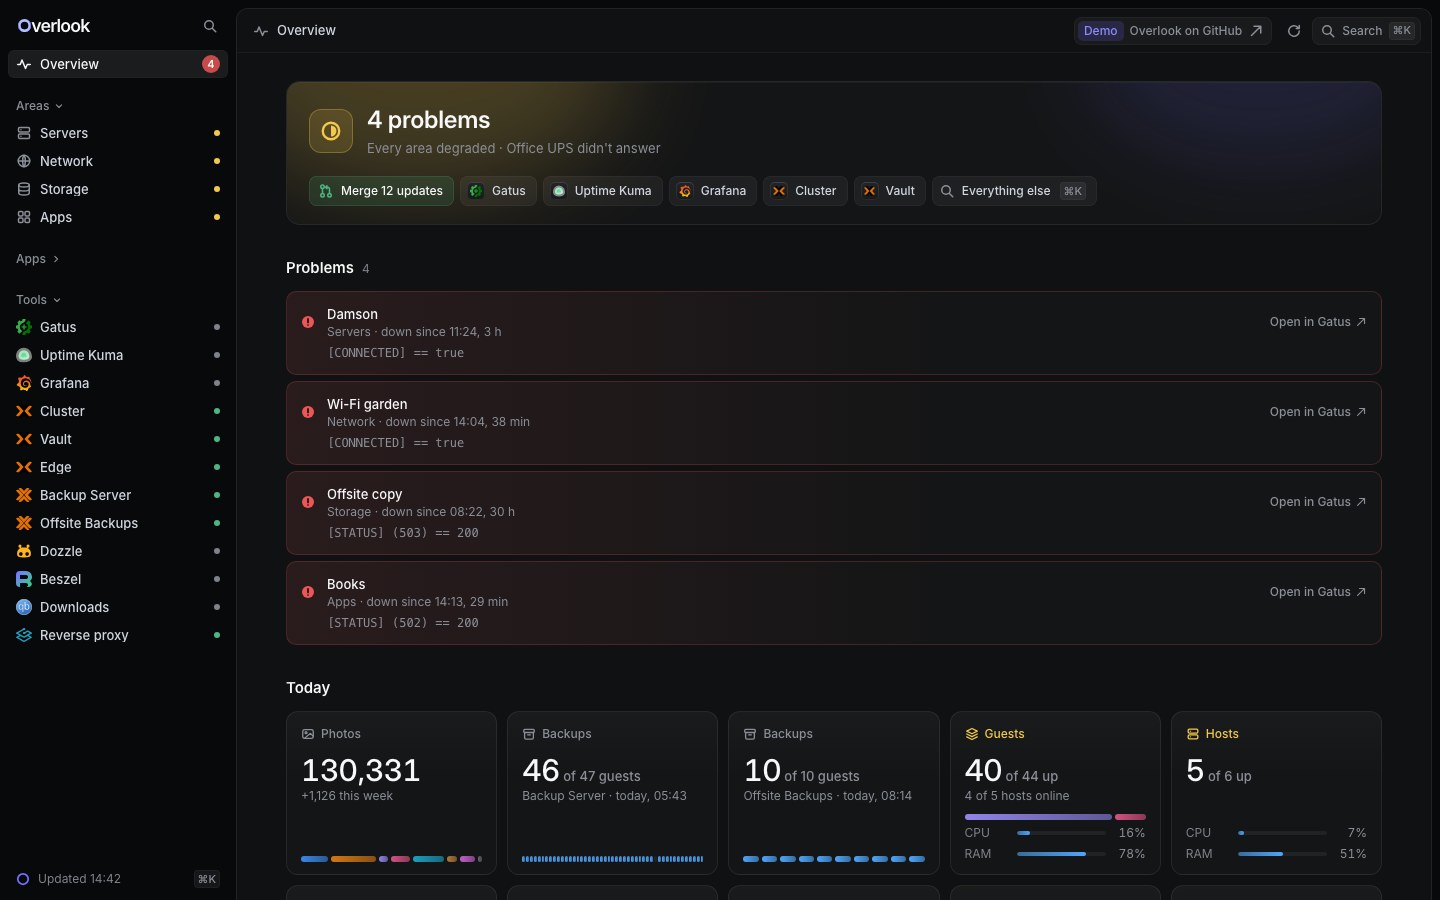 Overlook
Overview
4
Areas
Servers
Network
Storage
Apps
Apps
Tools
Gatus
Uptime Kuma
Grafana
Cluster
Vault
Edge
Backup Server
Offsite Backups
Dozzle
Beszel
Downloads
Reverse proxy
Updated 14:42
⌘K
Overview
Demo Overlook on GitHub
Search ⌘K
4 problems
Every area degraded · Office UPS didn't answer
Merge 12 updates
Gatus
Uptime Kuma
Grafana
Cluster
Vault
Everything else ⌘K
Problems 4
Damson
Servers · down since 11:24, 3 h
[CONNECTED] == true
Open in Gatus
Wi-Fi garden
Network · down since 14:04, 38 min
[CONNECTED] == true
Open in Gatus
Offsite copy
Storage · down since 08:22, 30 h
[STATUS] (503) == 200
Open in Gatus
Books
Apps · down since 14:13, 29 min
[STATUS] (502) == 200
Open in Gatus
Today
Photos
130,331
+1,126 this week
Backups
46 of 47 guests
Backup Server · today, 05:43
Backups
10 of 10 guests
Offsite Backups · today, 08:14
Guests
40 of 44 up
4 of 5 hosts online
CPU 16%
RAM 78%
Hosts
5 of 6 up
CPU 7%
RAM 51%